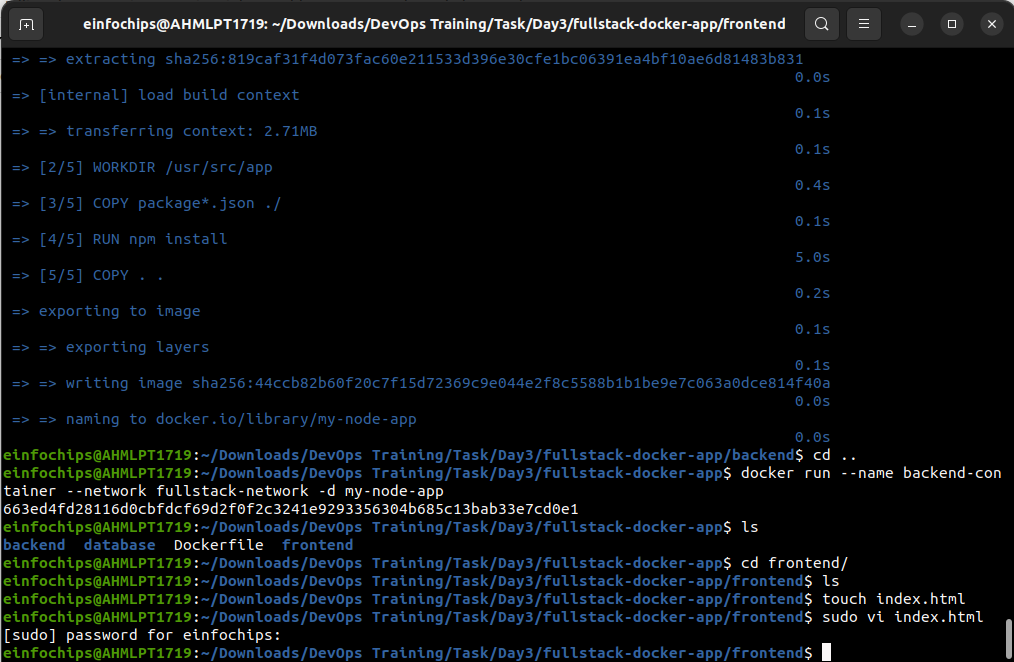 einfochips@AHMLPT1719: ~/Downloads/DevOps Training/Task/Day3/fullstack-docker-app/frontend
=> => extracting sha256:819caf31f4d073fac60e211533d396e30cfe1bc06391ea4bf10ae6d81483b831
0.0s
=> [internal] load build context
0.1s
=> => transferring context: 2.71MB
0.1s
=> [2/5] WORKDIR /usr/src/app
0.4s
=> [3/5] COPY package*.json ./
0.1s
=> [4/5] RUN npm install
5.0s
=> [5/5] COPY . .
0.2s
=> exporting to image
0.1s
=> => exporting layers
0.1s
=> => writing image sha256:44ccb82b60f20c7f15d72369c9e044e2f8c5588b1b1be9e7c063a0dce814f40a
0.0s
=> => naming to docker.io/library/my-node-app
0.0s
einfochips@AHMLPT1719:~/Downloads/DevOps Training/Task/Day3/fullstack-docker-app/backend$ cd ..
einfochips@AHMLPT1719:~/Downloads/DevOps Training/Task/Day3/fullstack-docker-app$ docker run --name backend-con
tainer --network fullstack-network -d my-node-app
663ed4fd28116d0cbfdcf69d2f0f2c3241e9293356304b685c13bab33e7cd0e1
einfochips@AHMLPT1719:~/Downloads/DevOps Training/Task/Day3/fullstack-docker-app$ ls
backend  database  Dockerfile  frontend
einfochips@AHMLPT1719:~/Downloads/DevOps Training/Task/Day3/fullstack-docker-app$ cd frontend/
einfochips@AHMLPT1719:~/Downloads/DevOps Training/Task/Day3/fullstack-docker-app/frontend$ ls
einfochips@AHMLPT1719:~/Downloads/DevOps Training/Task/Day3/fullstack-docker-app/frontend$ touch index.html
einfochips@AHMLPT1719:~/Downloads/DevOps Training/Task/Day3/fullstack-docker-app/frontend$ sudo vi index.html
[sudo] password for einfochips:
einfochips@AHMLPT1719:~/Downloads/DevOps Training/Task/Day3/fullstack-docker-app/frontend$